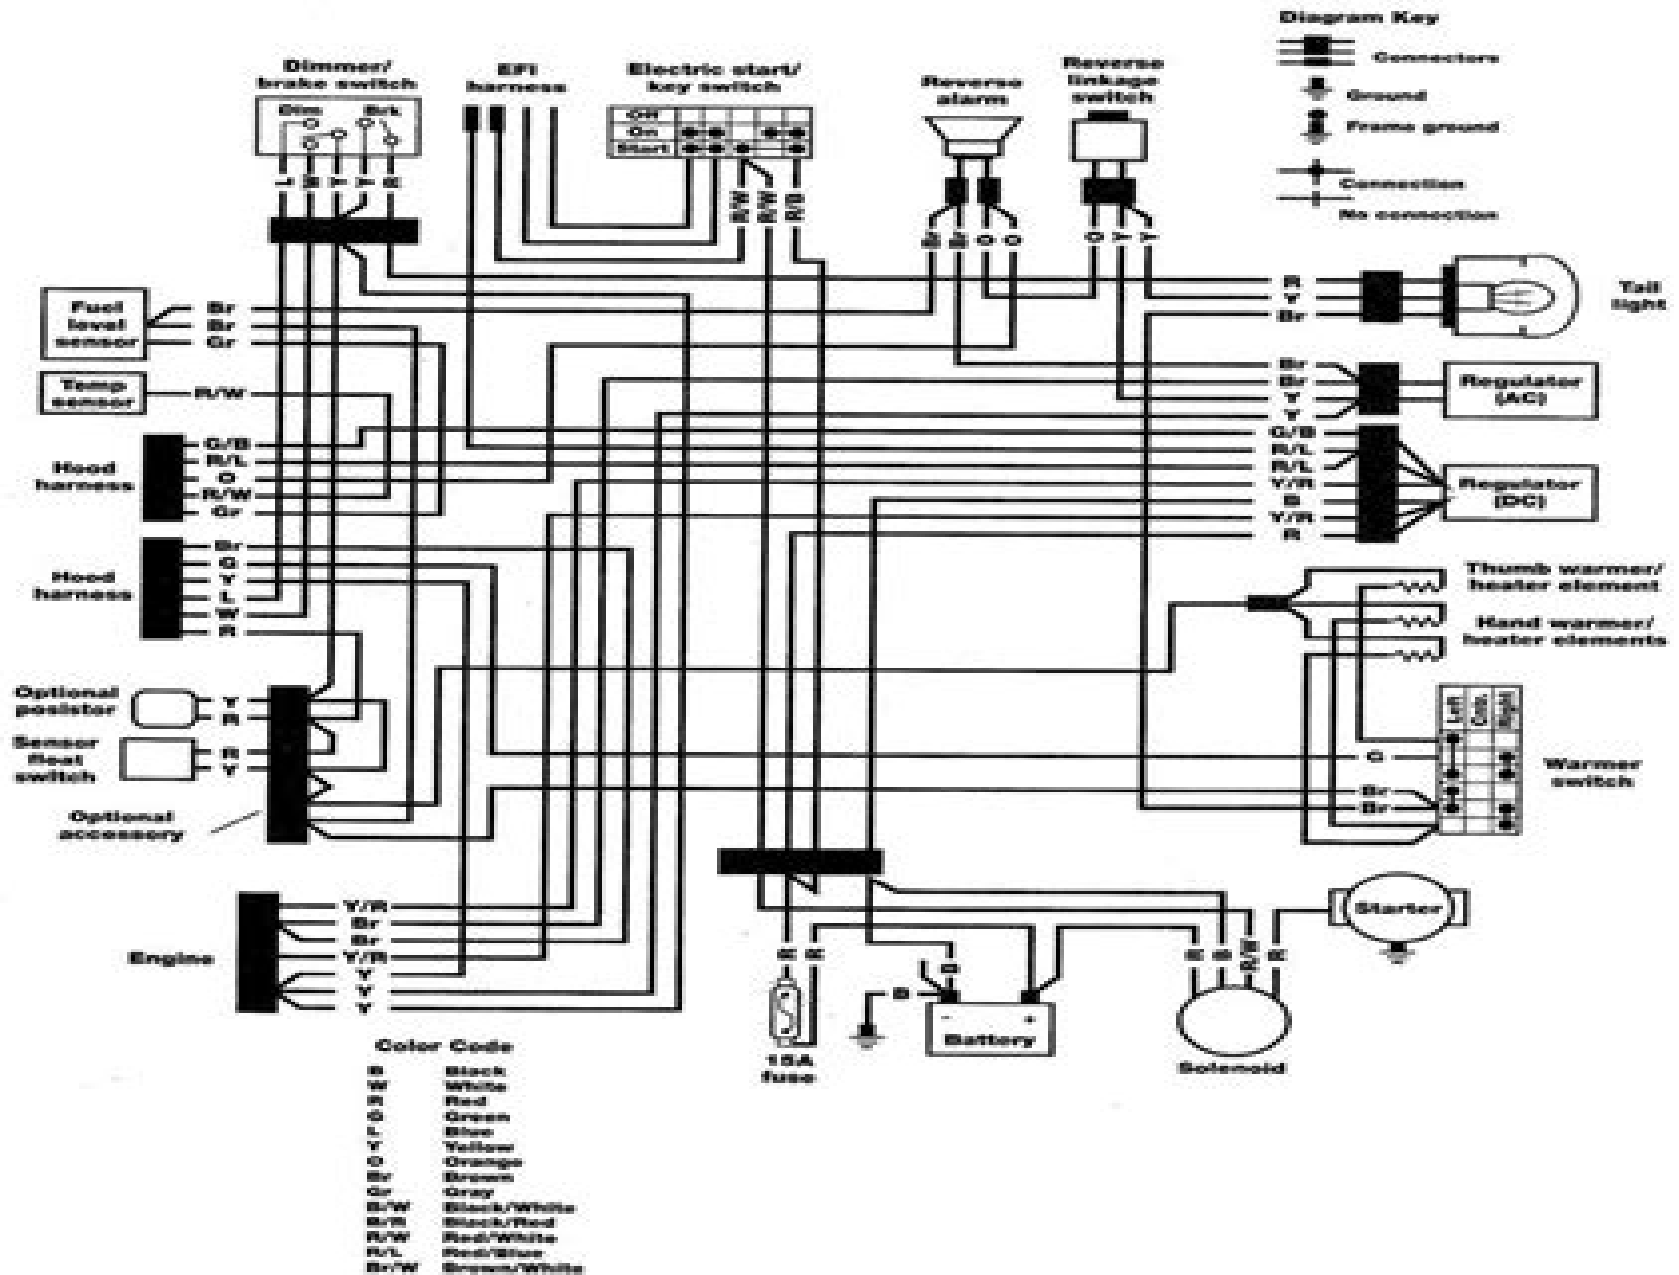 Diagram Key
Connectors
Ground
Frame ground
Connection
No connection
Dimmer/
brake switch
Dim Brk
L W Y Y R
EFI
harness
Electric start/
key switch
Off
On
Start
R/W R/W
Reverse
alarm
Br Br O O
Reverse
linkage
switch
O Y Y
Fuel
level
sensor
Br
Br
Gr
Temp
sensor
R/W
Hood
harness
G/B
R/L
O
R/W
Gr
Hood
harness
Br
G
Y
L
W
R
Optional
posistor
Y
R
Sensor
float
switch
R
Y
Optional
accessory
Engine
Y/R
Br
Br
Y/R
Y
Y
Y
R
Y
Br
Tail
light
Br
Br
Y
Y
Regulator
(AC)
G/B
R/L
R/L
Y/R
B
Y/R
R
Regulator
(DC)
Thumb warmer/
heater element
Hand warmer/
heater elements
Left Right
G
Br
Br
Warmer
switch
Starter
R R
15A
fuse
B
B
- +
Battery
R B R/W R
Solenoid
Color Code
B Black
W White
R Red
G Green
L Blue
Y Yellow
O Orange
Br Brown
Gr Gray
B/W Black/White
B/R Black/Red
R/W Red/White
R/L Red/Blue
Br/W Brown/White